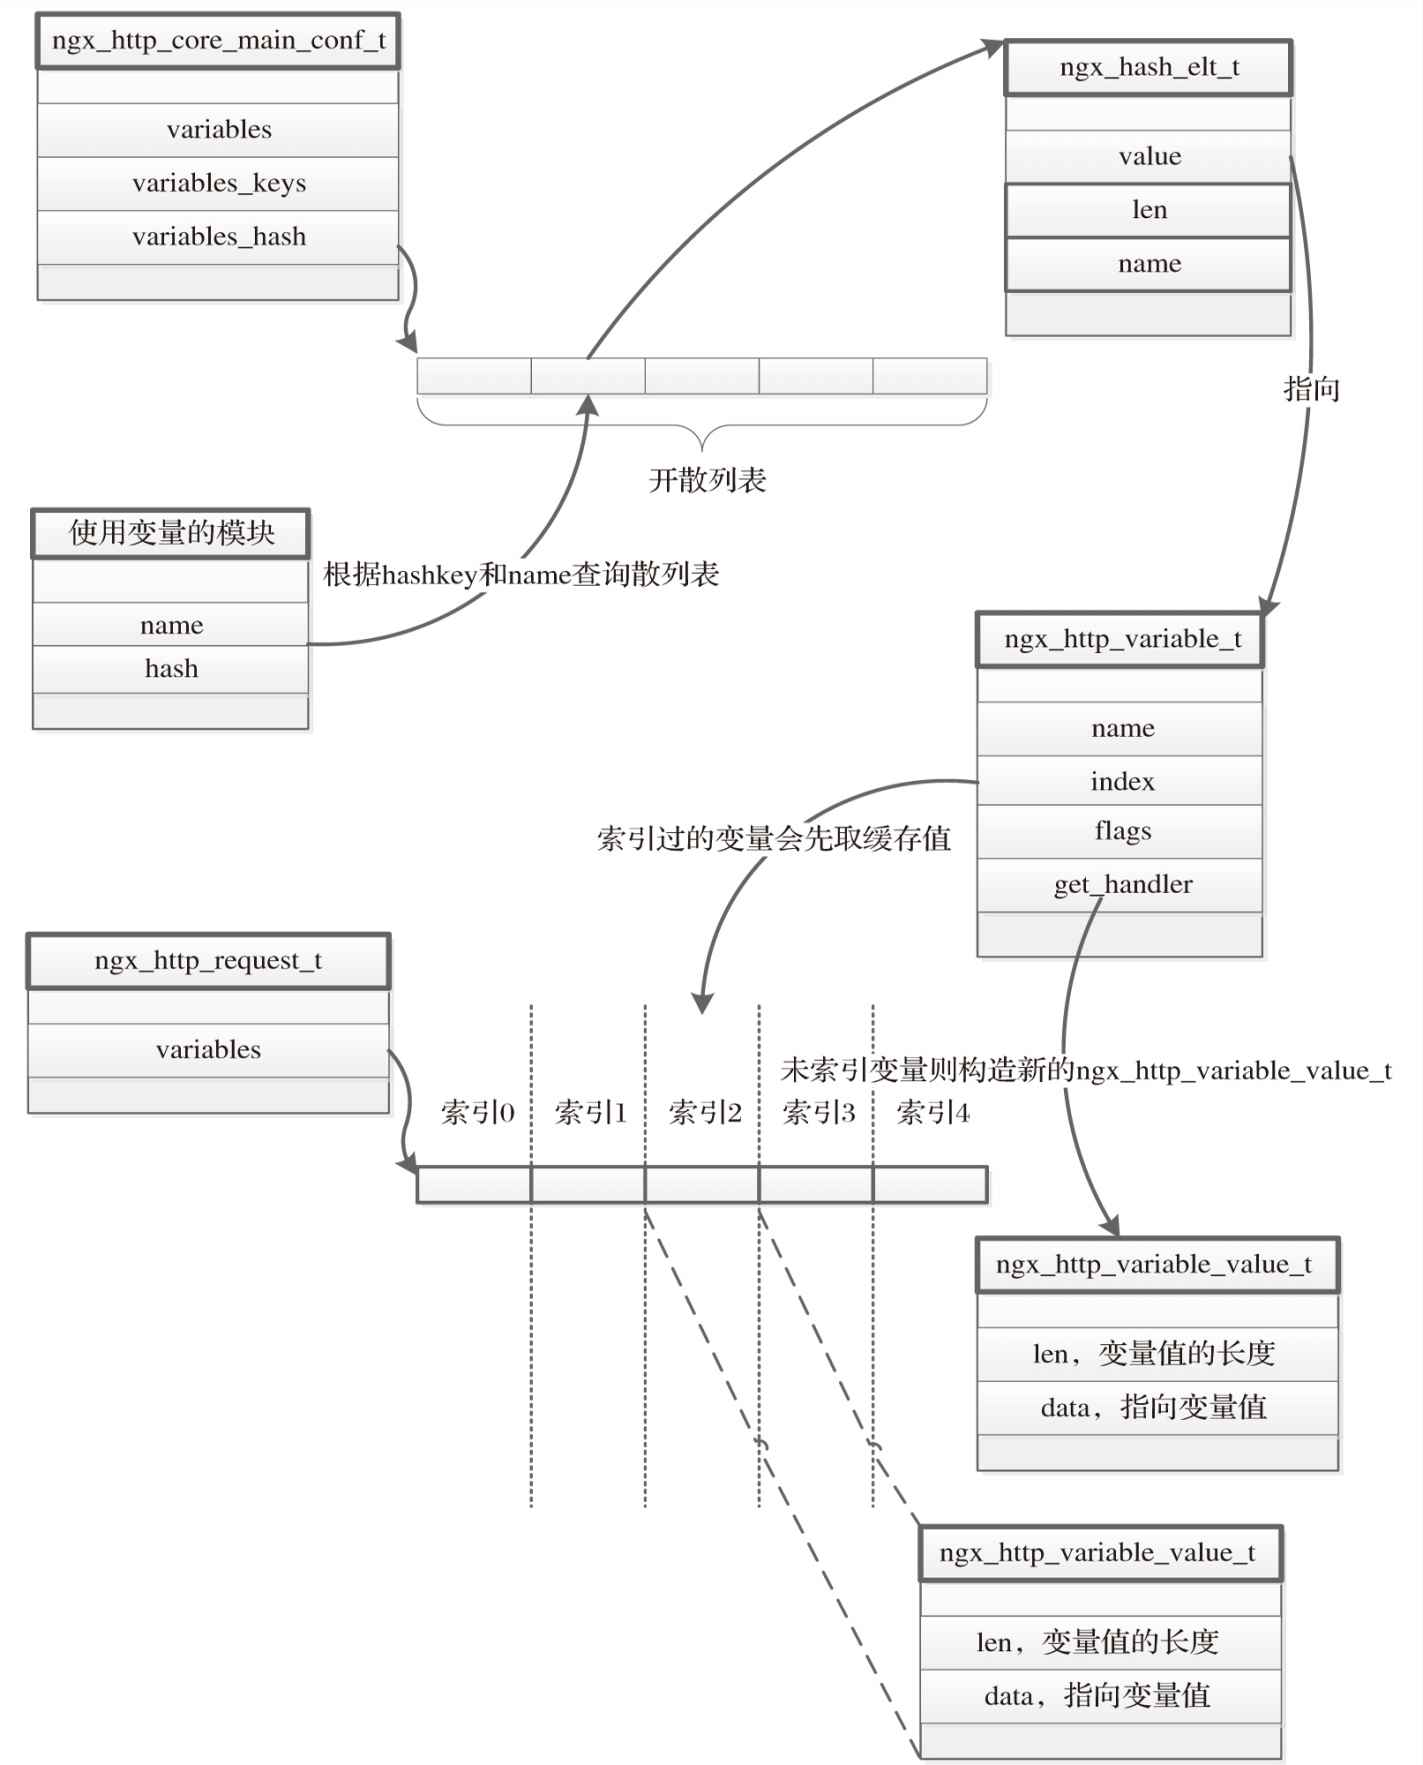 ngx_http_core_main_conf_t
variables
variables_keys
variables_hash
ngx_hash_elt_t
value
len
name
指向
开散列表
使用变量的模块
name
hash
根据hashkey和name查询散列表
ngx_http_variable_t
name
index
flags
get_handler
索引过的变量会先取缓存值
ngx_http_request_t
variables
未索引变量则构造新的ngx_http_variable_value_t
索引0
索引1
索引2
索引3
索引4
ngx_http_variable_value_t
len，变量值的长度
data，指向变量值
ngx_http_variable_value_t
len，变量值的长度
data，指向变量值